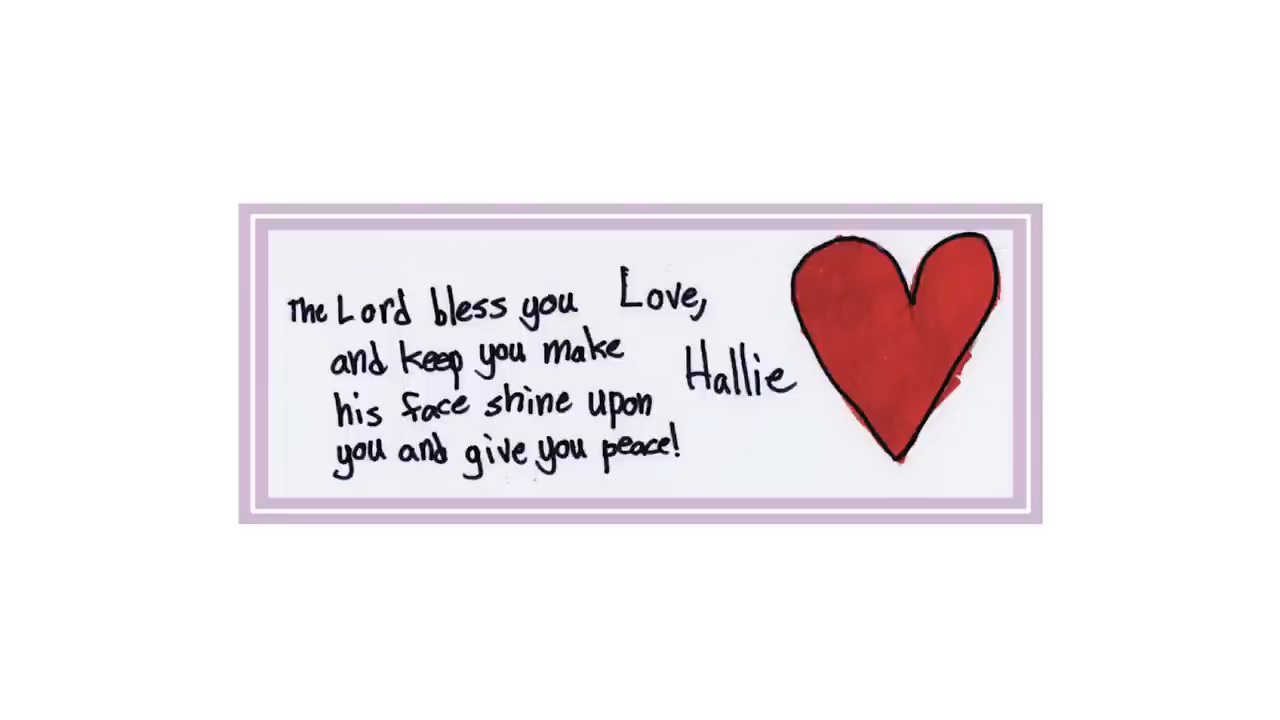 The Lord bless you
and keep you make
his face shine upon
you and give you peace!
Love,
Hallie